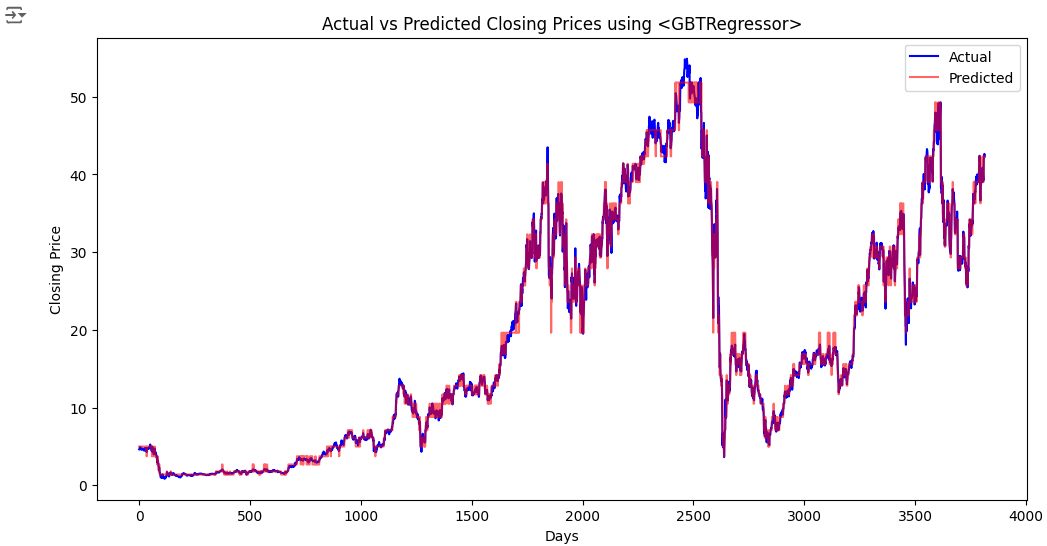 Actual vs Predicted Closing Prices using <GBTRegressor>
Actual
Predicted
50
40
30
20
10
0
Closing Price
0 500 1000 1500 2000 2500 3000 3500 4000
Days